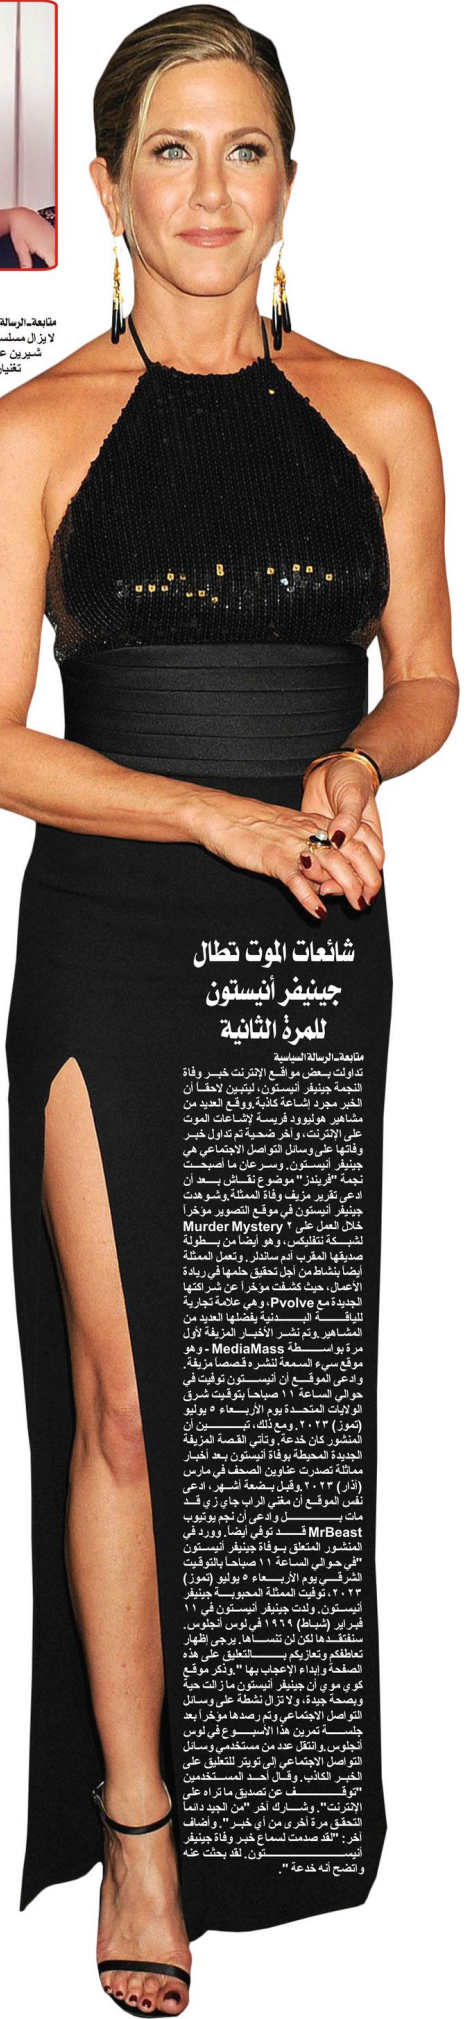 متابعة-الرسالة
لا يزال مسلسـ
شيرين عـ
تغنيان
شائعات الموت تطال
جينيفر أنيستون
للمرة الثانية
متابعة-الرسالة السياسية
تداولت بعض مواقع الإنترنت خبر وفاة
النجمة جينيفر أنيستون، ليتبين لاحقاً أن
الخبر مجرد إشاعة كاذبة.ووقع العديد من
مشاهير هوليوود فريسة لإشاعات الموت
على الإنترنت، وآخر ضحية تم تداول خبر
وفاتها على وسائل التواصل الاجتماعي هي
جينيفر أنيستون. وسرعان ما أصبحت
نجمة "فريندز" موضوع نقاش بعد أن
ادعى تقرير مزيف وفاة الممثلة.وشوهدت
جينيفر أنيستون في موقع التصوير مؤخراً
خلال العمل على Murder Mystery ٢
لشبكة نتفليكس، وهو أيضاً من بطولة
صديقها المقرب آدم ساندلر. وتعمل الممثلة
أيضاً بنشاط من أجل تحقيق حلمها في ريادة
الأعمال، حيث كشفت مؤخراً عن شراكتها
الجديدة مع Pvolve، وهي علامة تجارية
للياقة البدنية يفضلها العديد من
المشاهير.وتم نشر الأخبار المزيفة لأول
مرة بواسطة MediaMass - وهو
موقع سيء السمعة لنشره قصصاً مزيفة.
وادعى الموقع أن أنيستون توفيت في
حوالي الساعة ١١ صباحاً بتوقيت شرق
الولايات المتحدة يوم الأربعاء ٥ يوليو
(تموز) ٢٠٢٣. ومع ذلك، تبين أن
المنشور كان خدعة. وتأتي القصة المزيفة
الجديدة المحيطة بوفاة أنيستون بعد أخبار
مماثلة تصدرت عناوين الصحف في مارس
(آذار) ٢٠٢٣.وقبل بضعة أشهر، ادعى
نفس الموقع أن مغني الراب جاي زي قد
مات بل وادعى أن نجم يوتيوب
MrBeast قد توفي أيضاً. وورد في
المنشور المتعلق بوفاة جينيفر أنيستون
"في حوالي الساعة ١١ صباحاً بالتوقيت
الشرقي يوم الأربعاء ٥ يوليو (تموز)
٢٠٢٣، توفيت الممثلة المحبوبة جينيفر
أنيستون. ولدت جينيفر أنيستون في ١١
فبراير (شباط) ١٩٦٩ في لوس أنجلوس.
سنفتقدها لكن لن تنساها. يرجى إظهار
تعاطفكم وتعازيكم بالتعليق على هذه
الصفحة وإبداء الإعجاب بها ".وذكر موقع
كوي موي أن جينيفر أنيستون ما زالت حية
وبصحة جيدة، ولا تزال نشطة على وسائل
التواصل الاجتماعي وتم رصدها مؤخراً بعد
جلسة تمرين هذا الأسبوع في لوس
أنجلوس.وانتقل عدد من مستخدمي وسائل
التواصل الاجتماعي إلى تويتر للتعليق على
الخبر الكاذب. وقال أحد المستخدمين
"توقف عن تصديق ما تراه على
الإنترنت". وشارك آخر "من الجيد دائماً
التحقق مرة أخرى من أي خبر". وأضاف
آخر: "لقد صدمت لسماع خبر وفاة جينيفر
أنيستون. لقد بحثت عنه
واتضح أنه خدعة ".